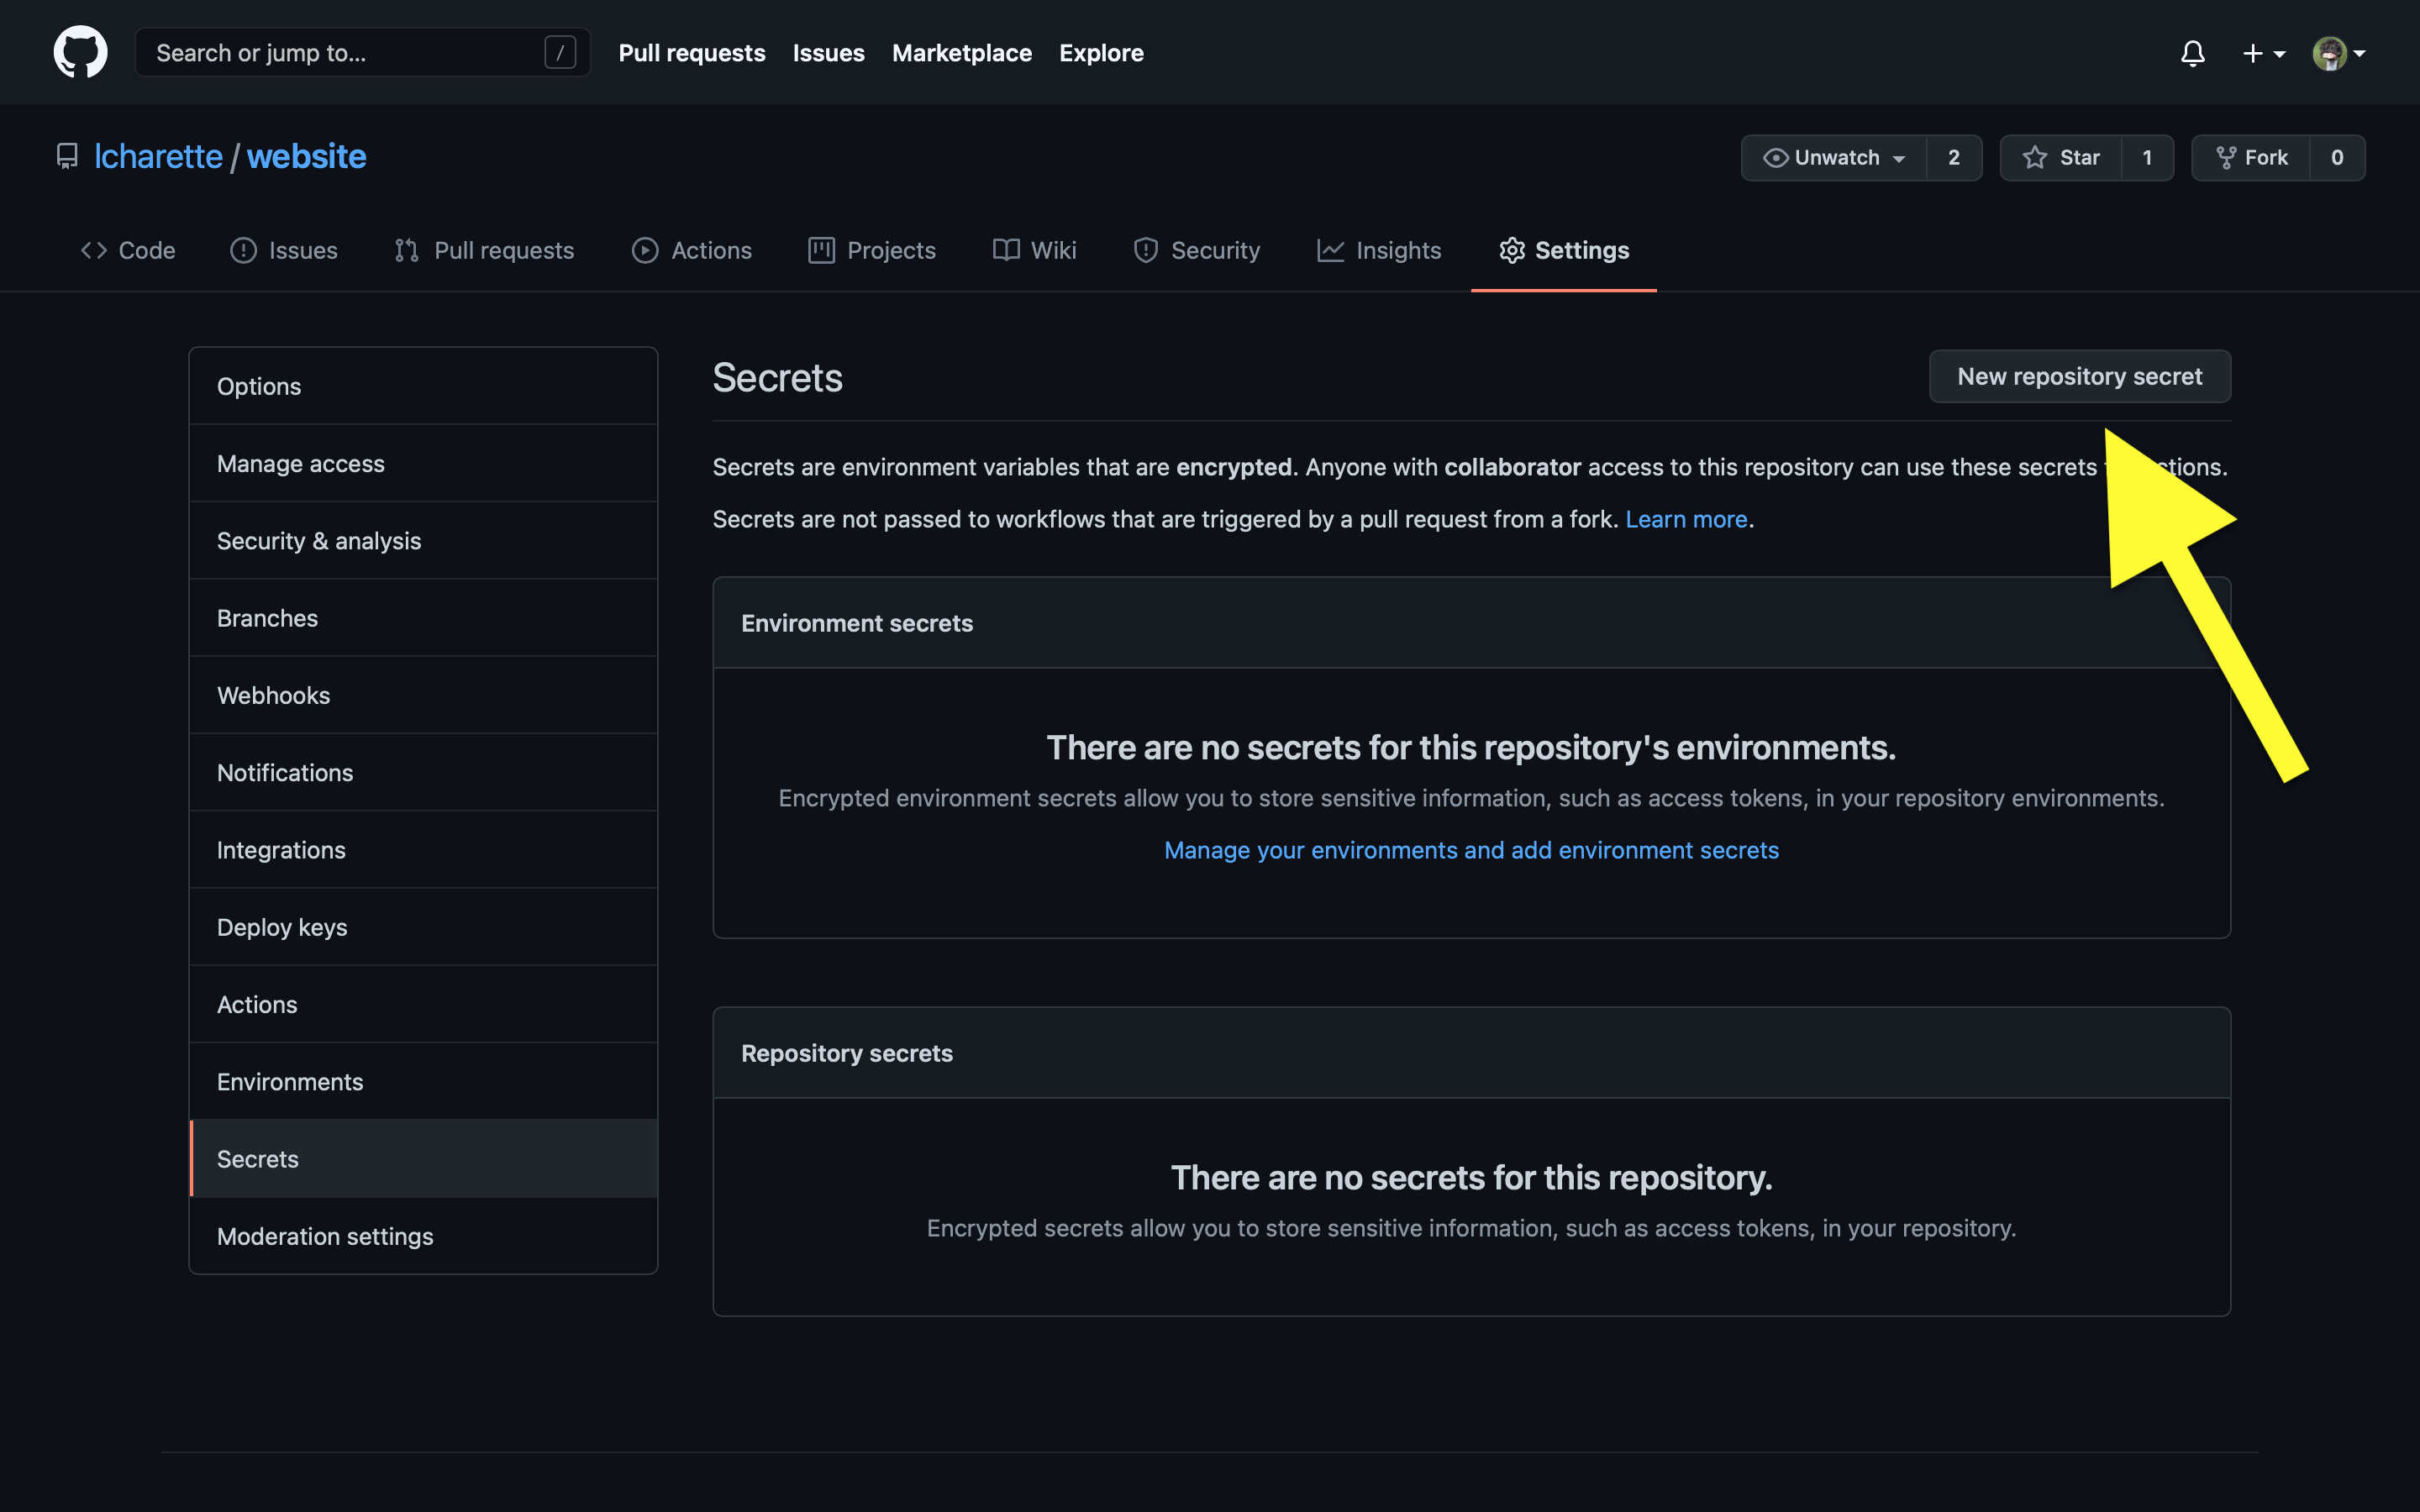 Search or jump to... /
Pull requests Issues Marketplace Explore
lcharette / website
Unwatch 2 Star 1 Fork 0
Code Issues Pull requests Actions Projects Wiki Security Insights Settings
Options
Manage access
Security & analysis
Branches
Webhooks
Notifications
Integrations
Deploy keys
Actions
Environments
Secrets
Moderation settings
Secrets
New repository secret
Secrets are environment variables that are encrypted. Anyone with collaborator access to this repository can use these secrets
Secrets are not passed to workflows that are triggered by a pull request from a fork. Learn more.
Environment secrets
There are no secrets for this repository's environments.
Encrypted environment secrets allow you to store sensitive information, such as access tokens, in your repository environments.
Manage your environments and add environment secrets
Repository secrets
There are no secrets for this repository.
Encrypted secrets allow you to store sensitive information, such as access tokens, in your repository.